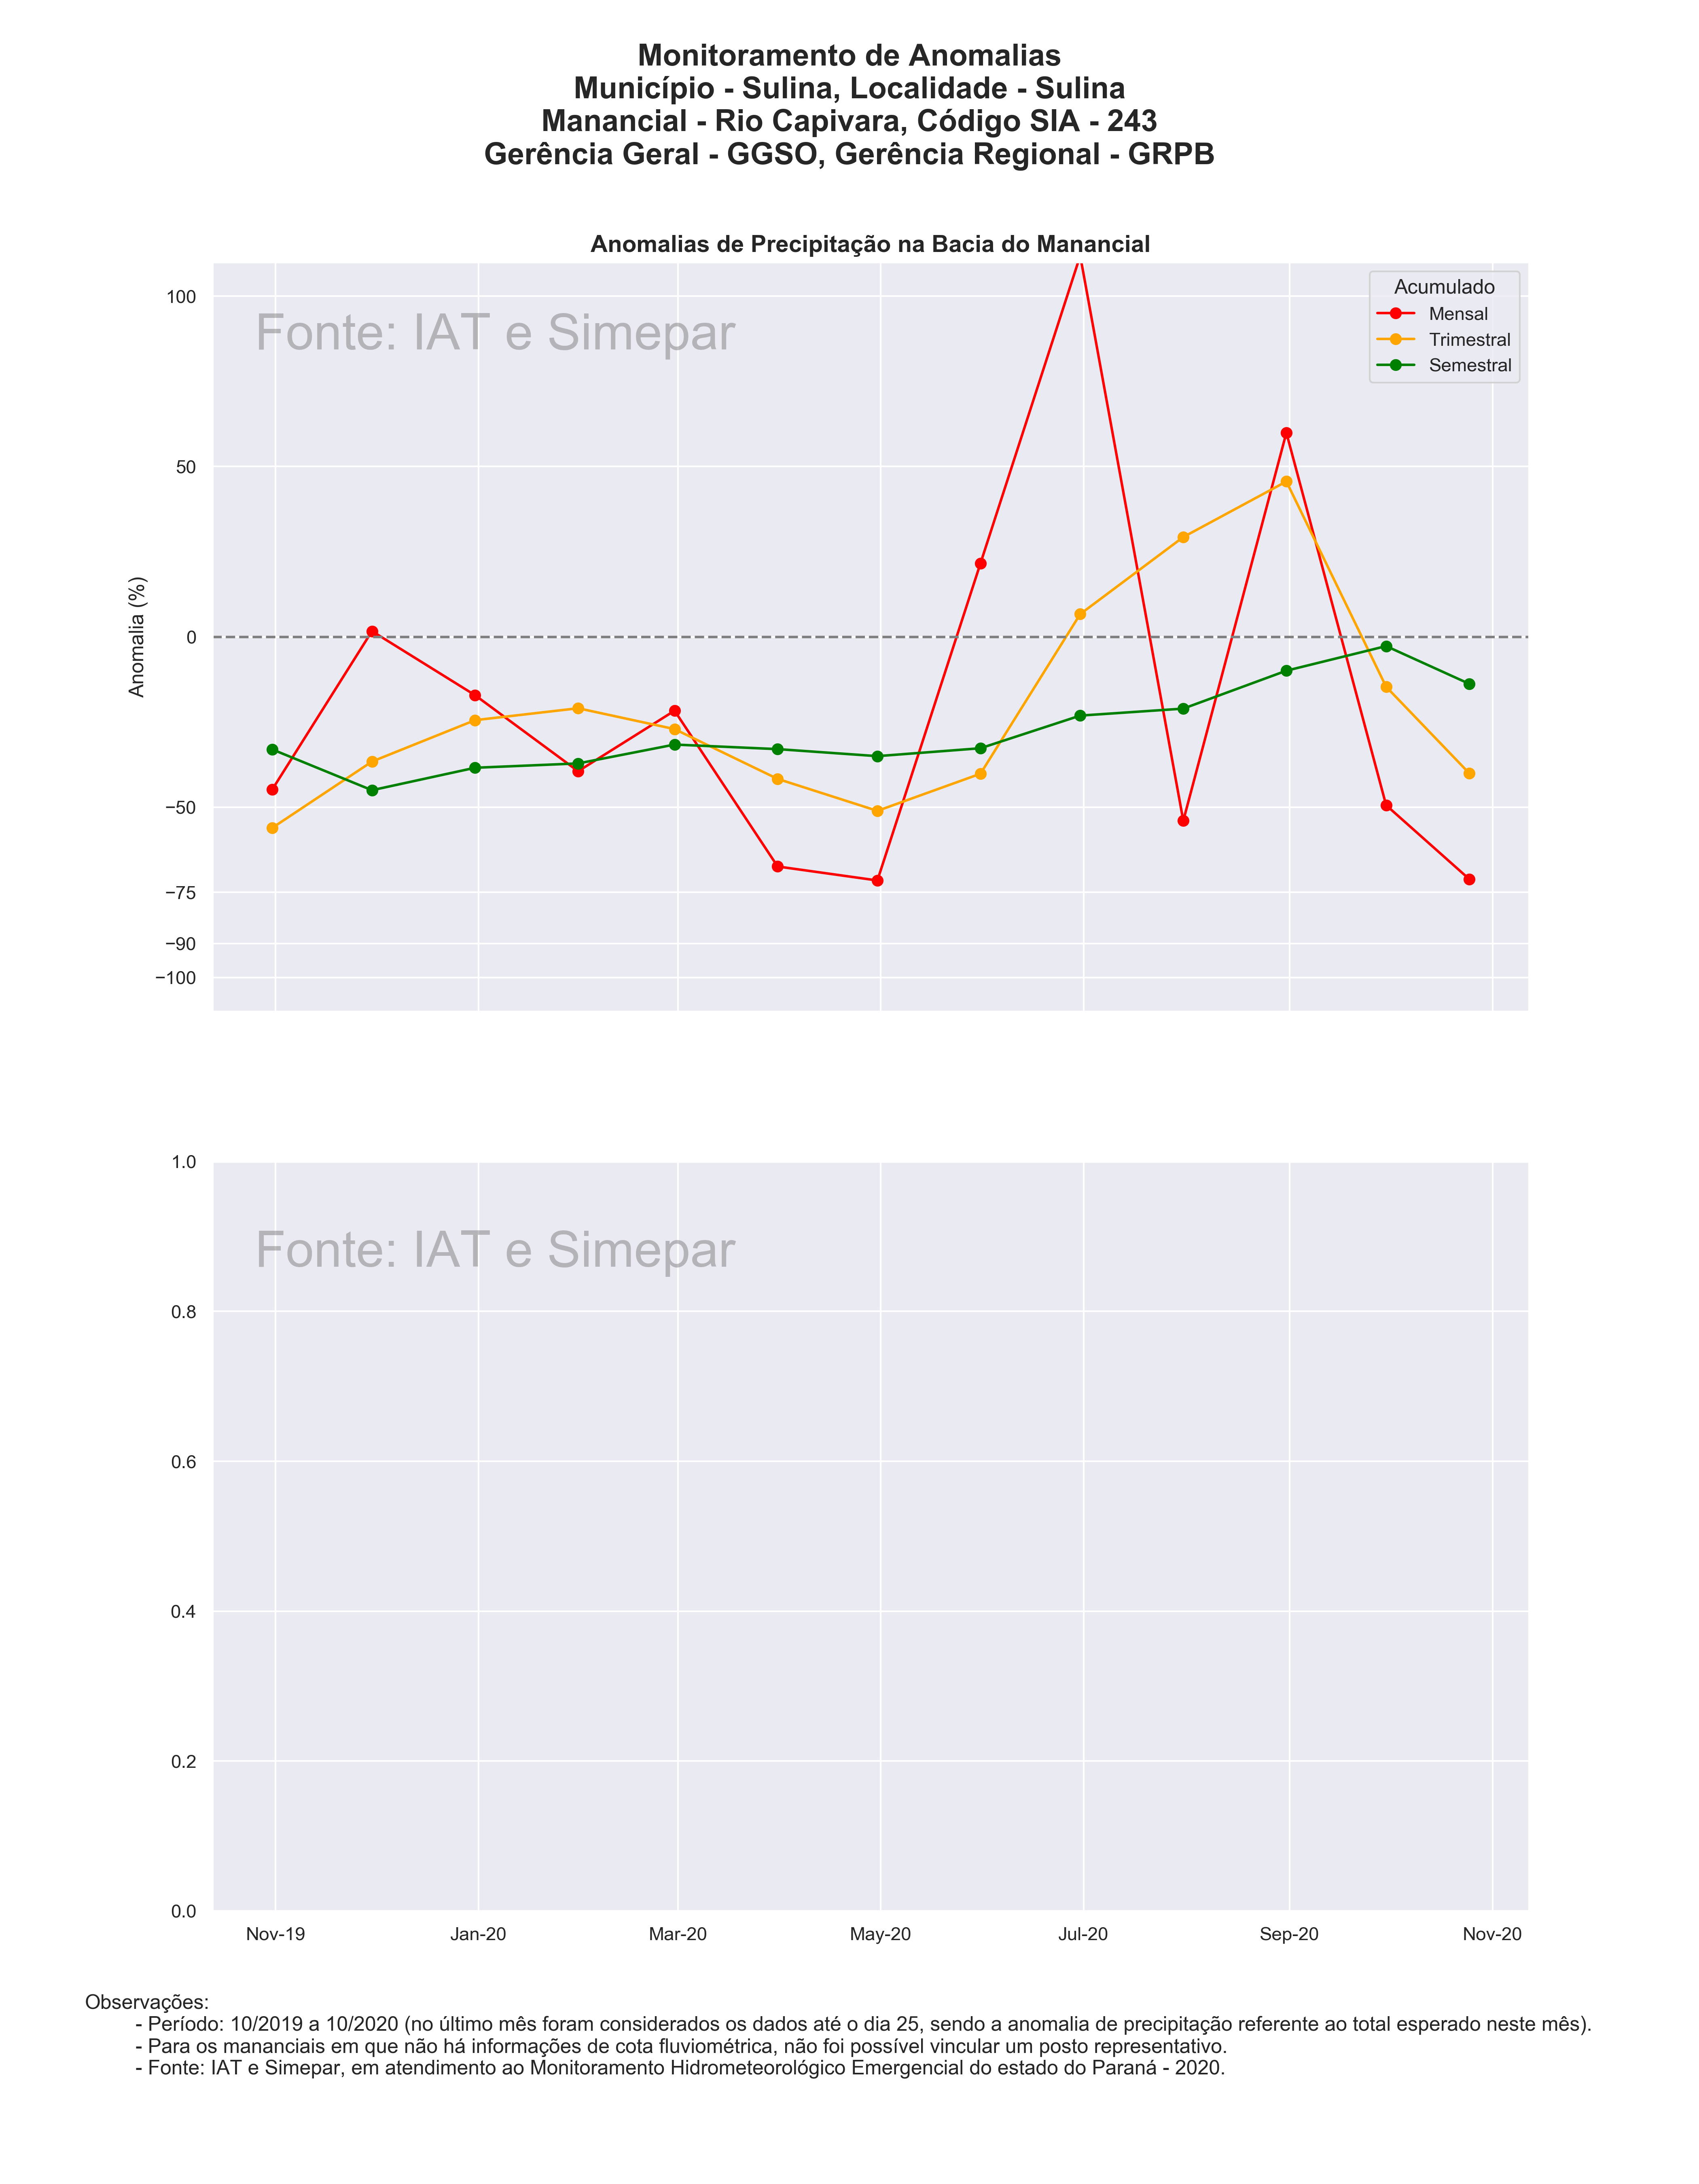 Monitoramento de Anomalias
Município - Sulina, Localidade - Sulina
Manancial - Rio Capivara, Código SIA - 243
Gerência Geral - GGSO, Gerência Regional - GRPB
Anomalias de Precipitação na Bacia do Manancial
Fonte: IAT e Simepar
Acumulado
Mensal
Trimestral
Semestral
Anomalia (%)
100
50
0
−50
−75
−90
−100
Fonte: IAT e Simepar
1.0
0.8
0.6
0.4
0.2
0.0
Nov-19 Jan-20 Mar-20 May-20 Jul-20 Sep-20 Nov-20
Observações:
- Período: 10/2019 a 10/2020 (no último mês foram considerados os dados até o dia 25, sendo a anomalia de precipitação referente ao total esperado neste mês).
- Para os mananciais em que não há informações de cota fluviométrica, não foi possível vincular um posto representativo.
- Fonte: IAT e Simepar, em atendimento ao Monitoramento Hidrometeorológico Emergencial do estado do Paraná - 2020.